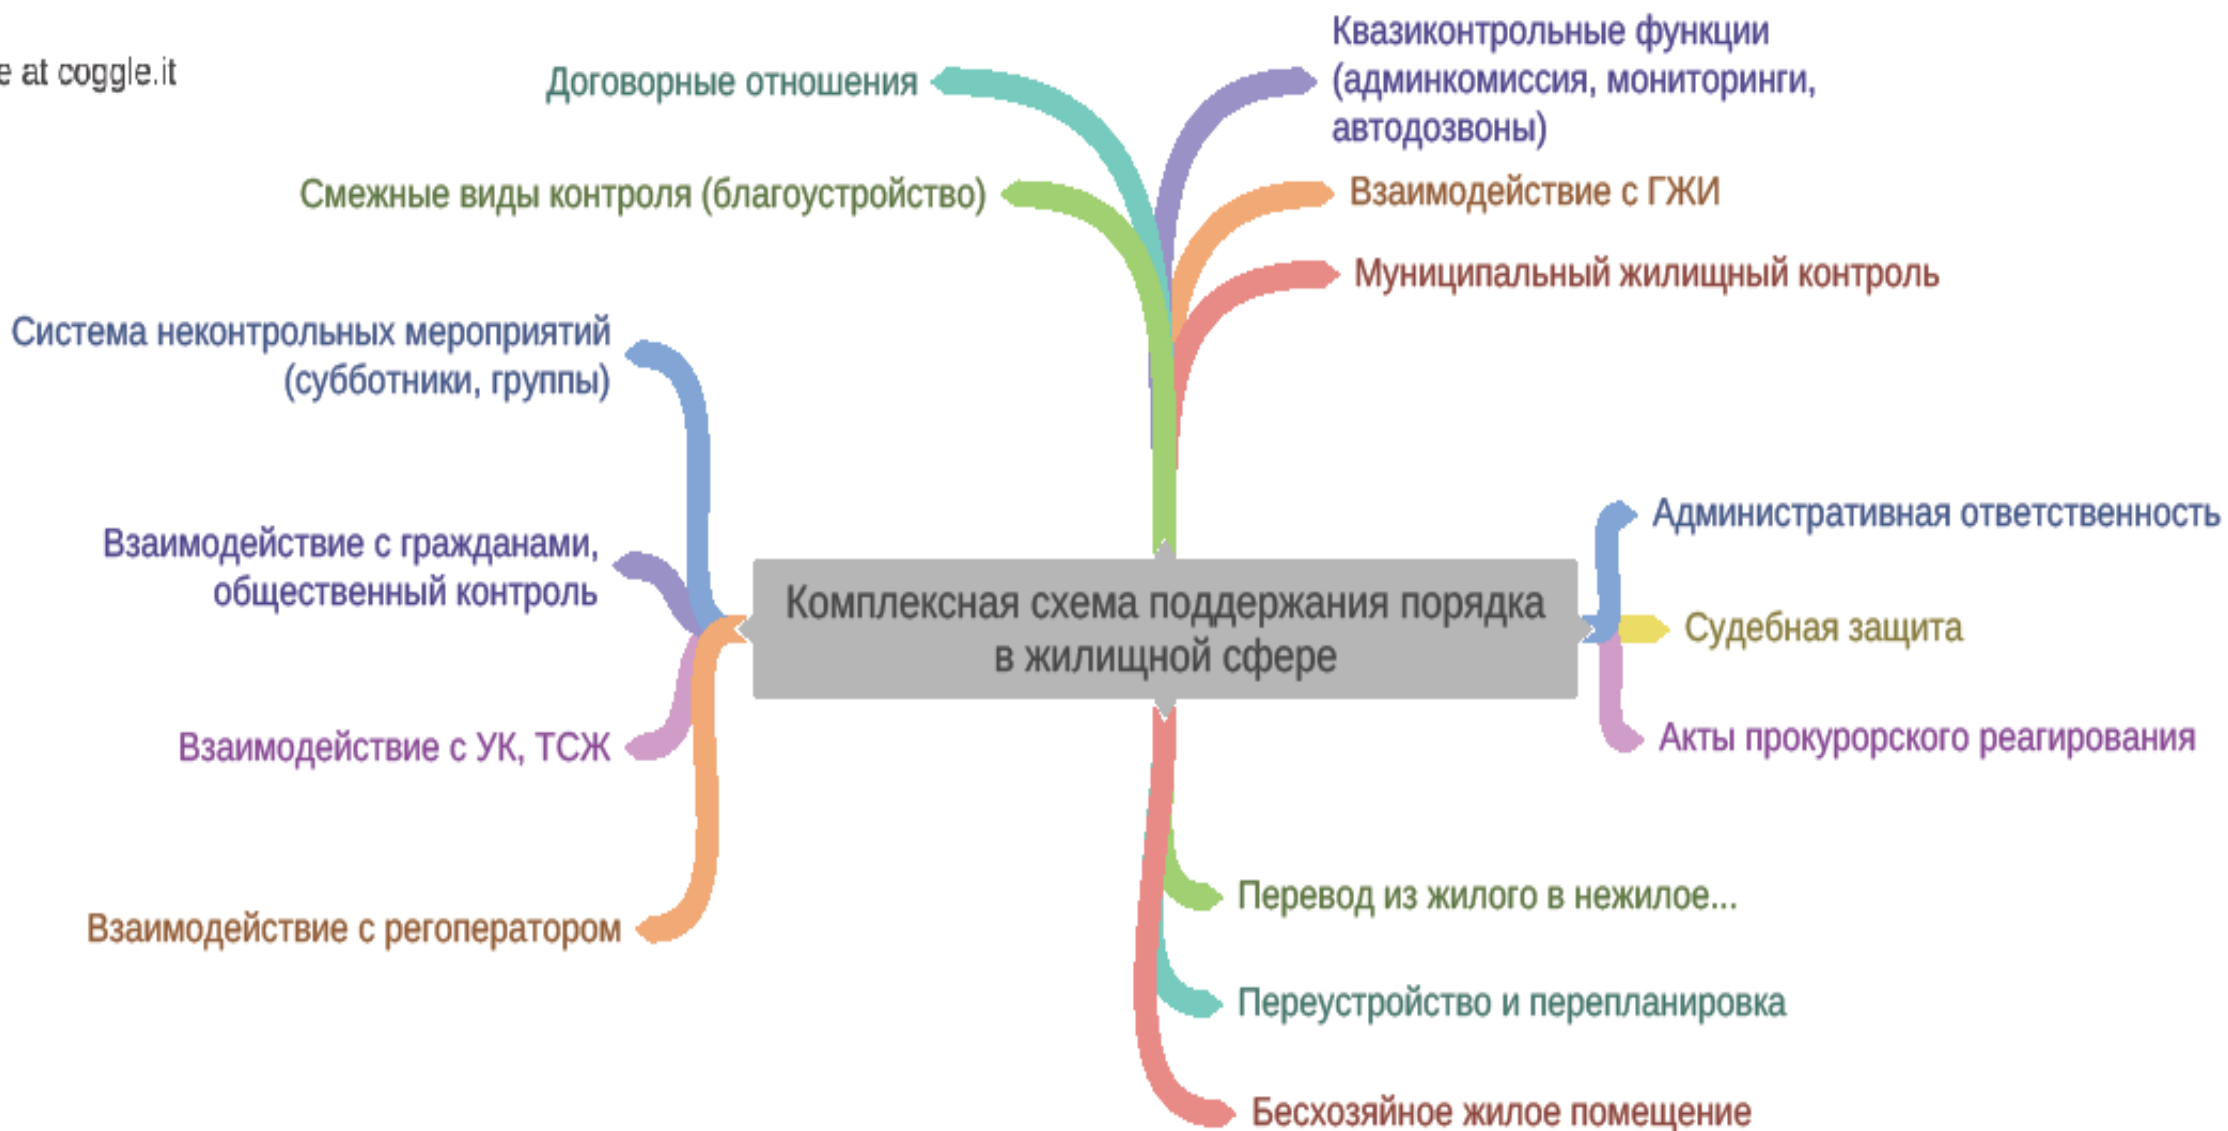 e at coggle.it
Договорные отношения
Смежные виды контроля (благоустройство)
Квазиконтрольные функции
(админкомиссия, мониторинги,
автодозвоны)
Взаимодействие с ГЖИ
Муниципальный жилищный контроль
Система неконтрольных мероприятий
(субботники, группы)
Взаимодействие с гражданами,
общественный контроль
Взаимодействие с УК, ТСЖ
Взаимодействие с регоператором
Комплексная схема поддержания порядка
в жилищной сфере
Административная ответственность
Судебная защита
Акты прокурорского реагирования
Перевод из жилого в нежилое...
Переустройство и перепланировка
Бесхозяйное жилое помещение